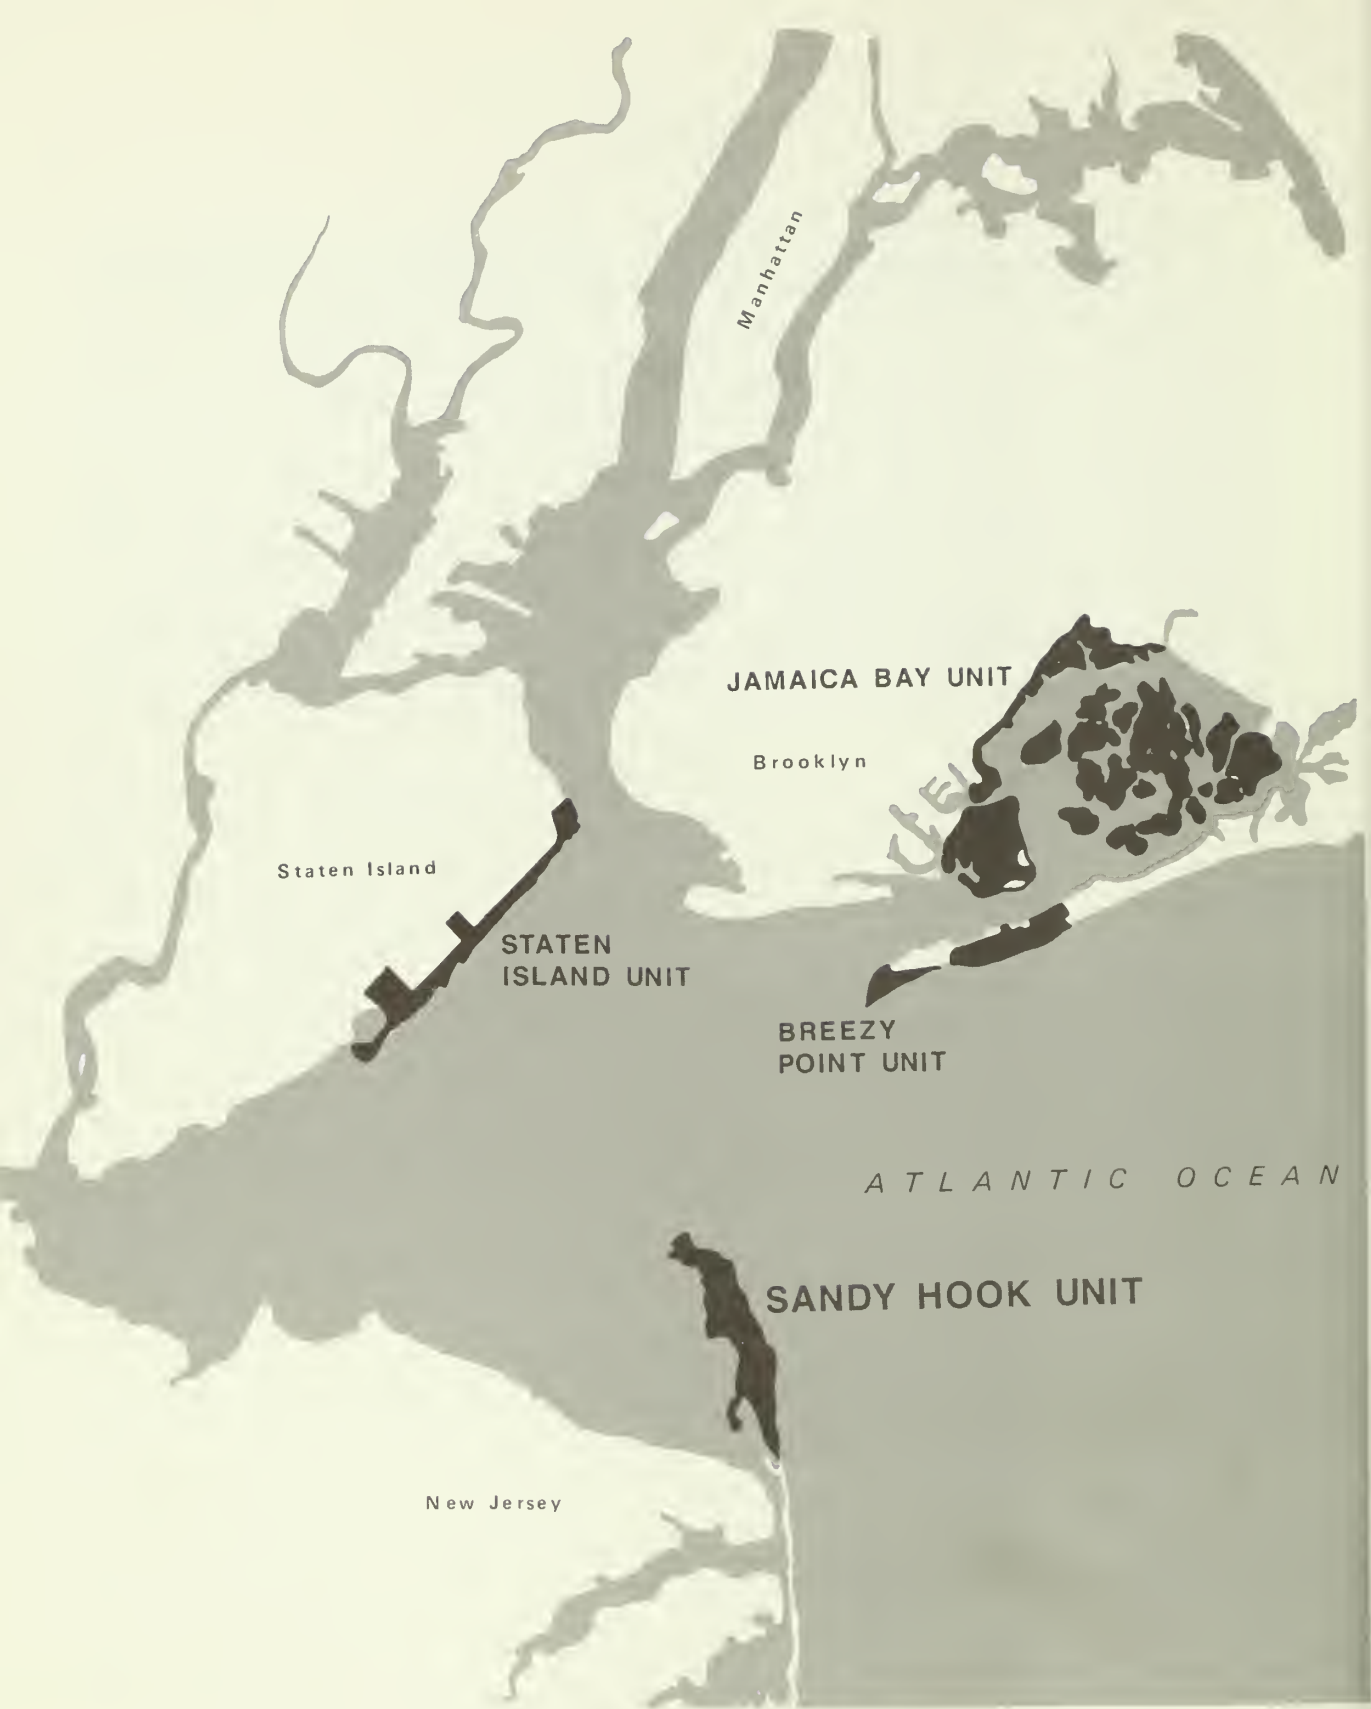 Manhattan
JAMAICA BAY UNIT
Brooklyn
Staten Island
STATEN
ISLAND UNIT
BREEZY
POINT UNIT
ATLANTIC OCEAN
SANDY HOOK UNIT
New Jersey